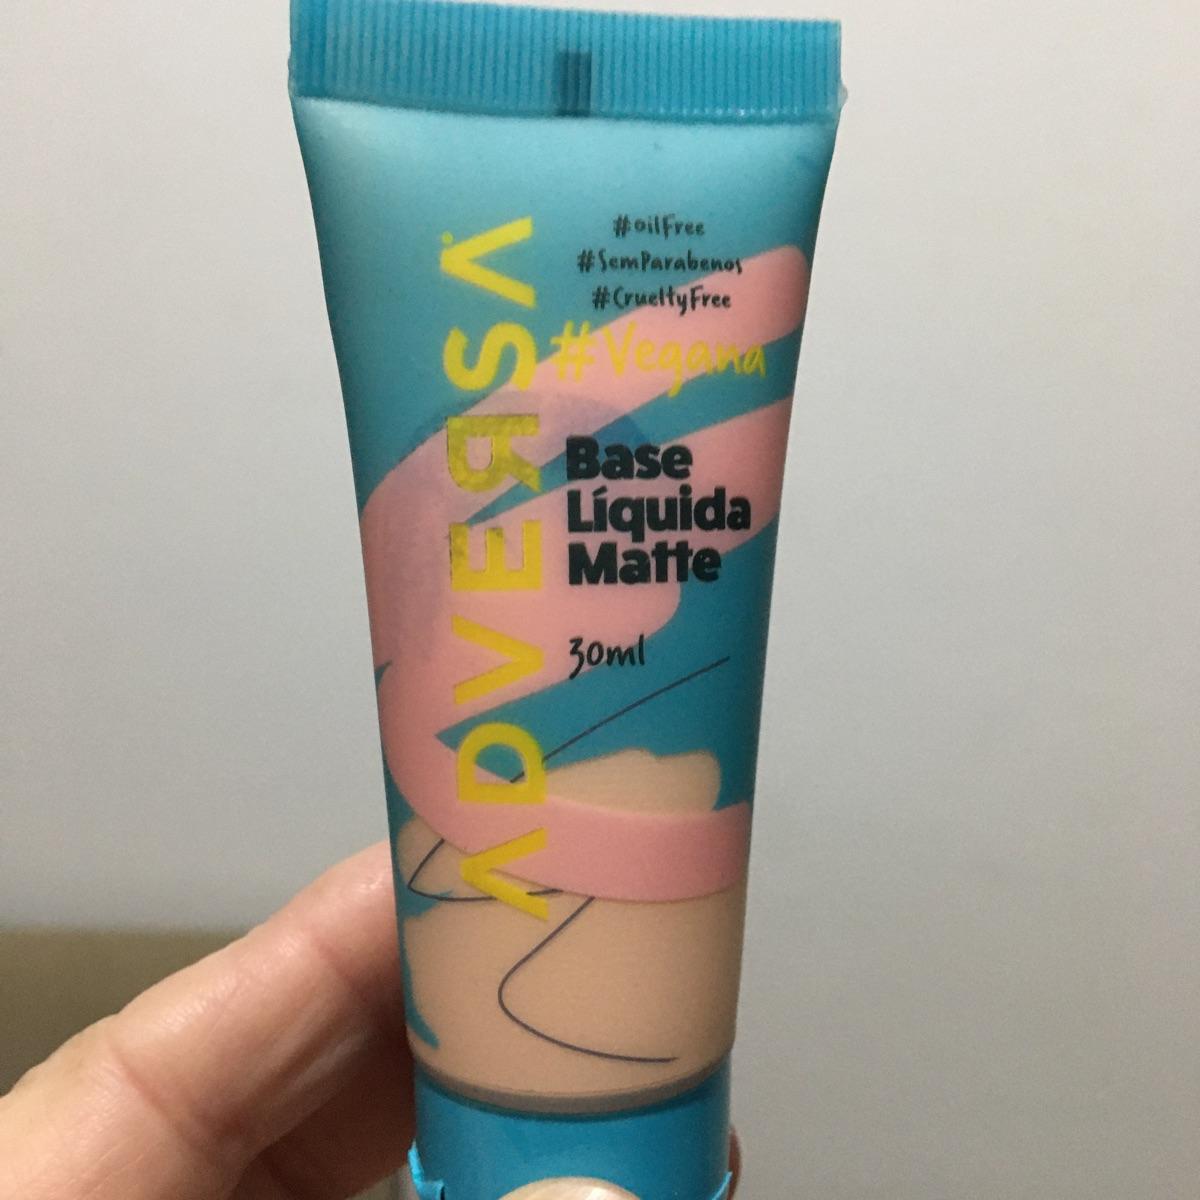 ADVERSA
#oilFree
#SemParabenos
#CrueltyFree
#Vegana
Base
Líquida
Matte
30ml